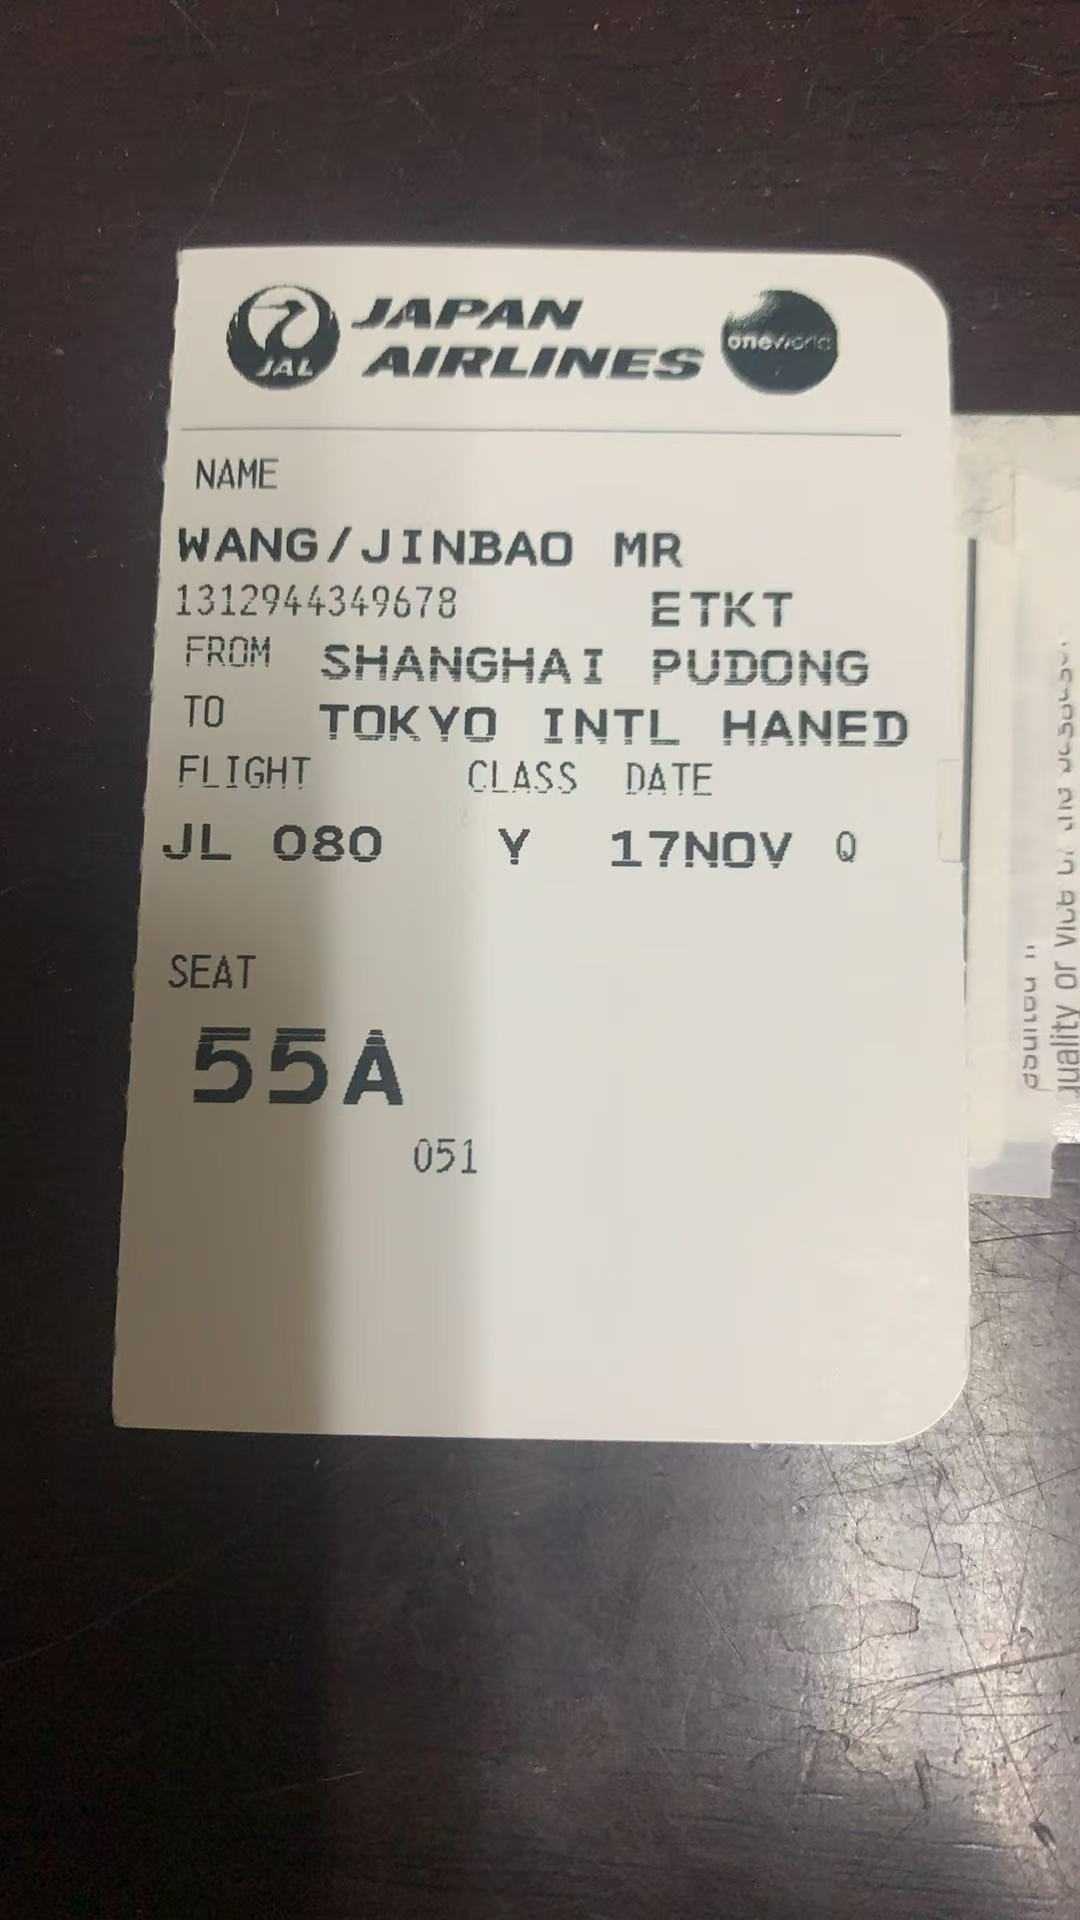 JAL
JAPAN
AIRLINES
oneworld
NAME
WANG/JINBAO MR
1312944349678 ETKT
FROM SHANGHAI PUDONG
TO TOKYO INTL HANED
FLIGHT CLASS DATE
JL 080 Y 17NOV Q
SEAT
55A
051
or